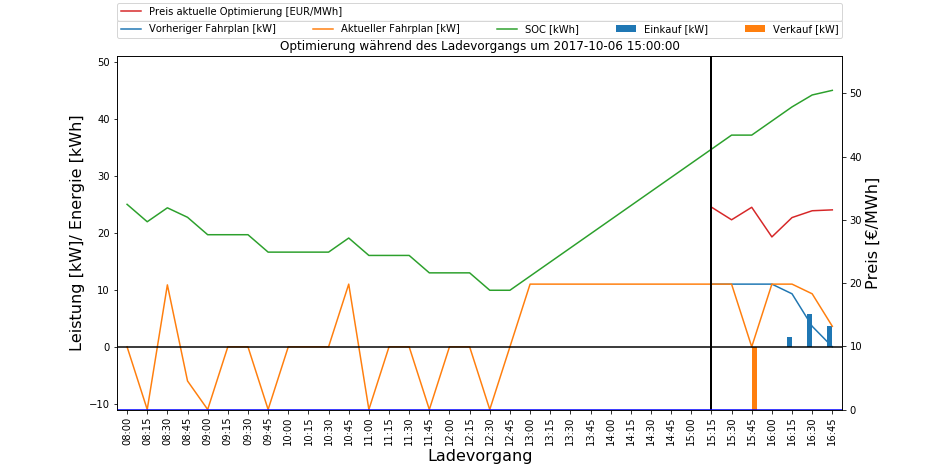 Preis aktuelle Optimierung [EUR/MWh]
Vorheriger Fahrplan [kW] Aktueller Fahrplan [kW] SOC [kWh] Einkauf [kW] Verkauf [kW]
Optimierung während des Ladevorgangs um 2017-10-06 15:00:00
50
40
30
20
10
0
−10
Leistung [kW]/ Energie [kWh]
50
40
30
20
10
0
Preis [€/MWh]
08:00 08:15 08:30 08:45 09:00 09:15 09:30 09:45 10:00 10:15 10:30 10:45 11:00 11:15 11:30 11:45 12:00 12:15 12:30 12:45 13:00 13:15 13:30 13:45 14:00 14:15 14:30 14:45 15:00 15:15 15:30 15:45 16:00 16:15 16:30 16:45
Ladevorgang